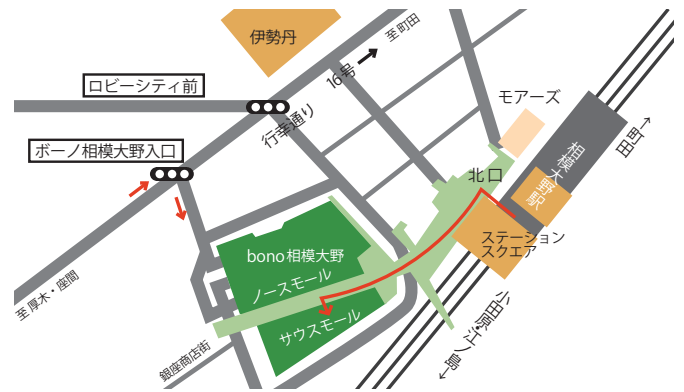 伊勢丹
至町田
16号
ロビーシティ前
行幸通り
モアーズ
ボーノ相模大野入口
←町田
相模大野駅
北口
ステーション
スクエア
bono相模大野
ノースモール
サウスモール
至厚木・座間
銀座商店街
小田原・江ノ島→